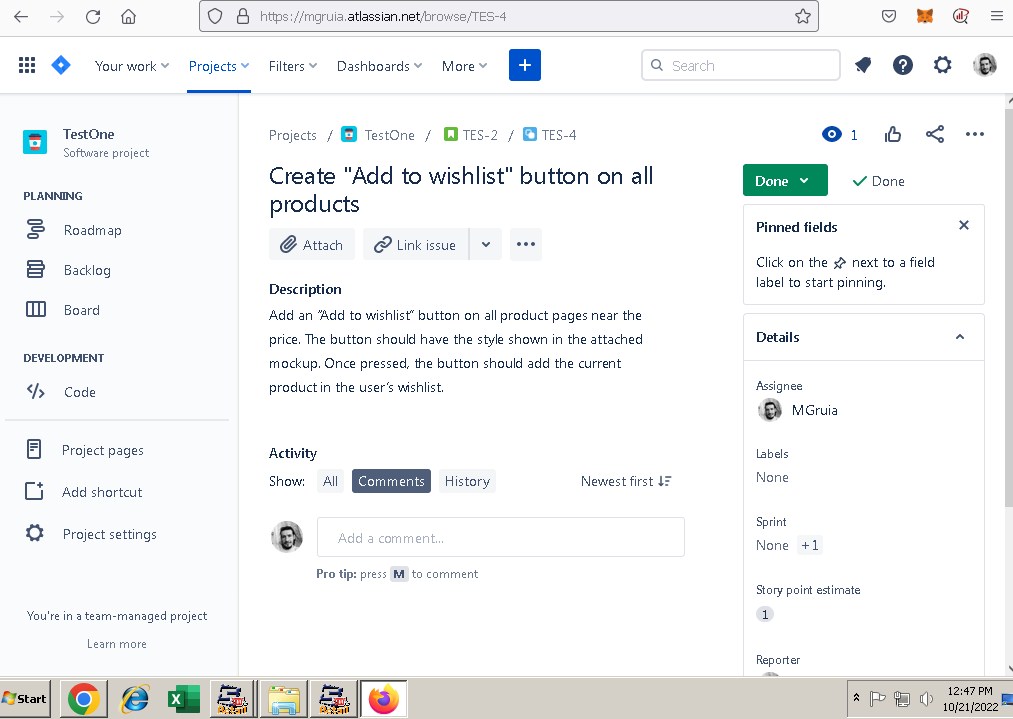 https://mgruia.atlassian.net/browse/TES-4
Your work Projects Filters Dashboards More + Search
TestOne
Software project
PLANNING
Roadmap
Backlog
Board
DEVELOPMENT
Code
Project pages
Add shortcut
Project settings
You're in a team-managed project
Learn more
Projects / TestOne / TES-2 / TES-4
1
Create "Add to wishlist" button on all
products
Attach Link issue
Description
Add an “Add to wishlist” button on all product pages near the
price. The button should have the style shown in the attached
mockup. Once pressed, the button should add the current
product in the user’s wishlist.
Activity
Show: All Comments History Newest first
Add a comment...
Pro tip: press M to comment
Done Done
Pinned fields
Click on the next to a field
label to start pinning.
Details
Assignee
MGruia
Labels
None
Sprint
None +1
Story point estimate
1
Reporter
Start
12:47 PM
10/21/2022